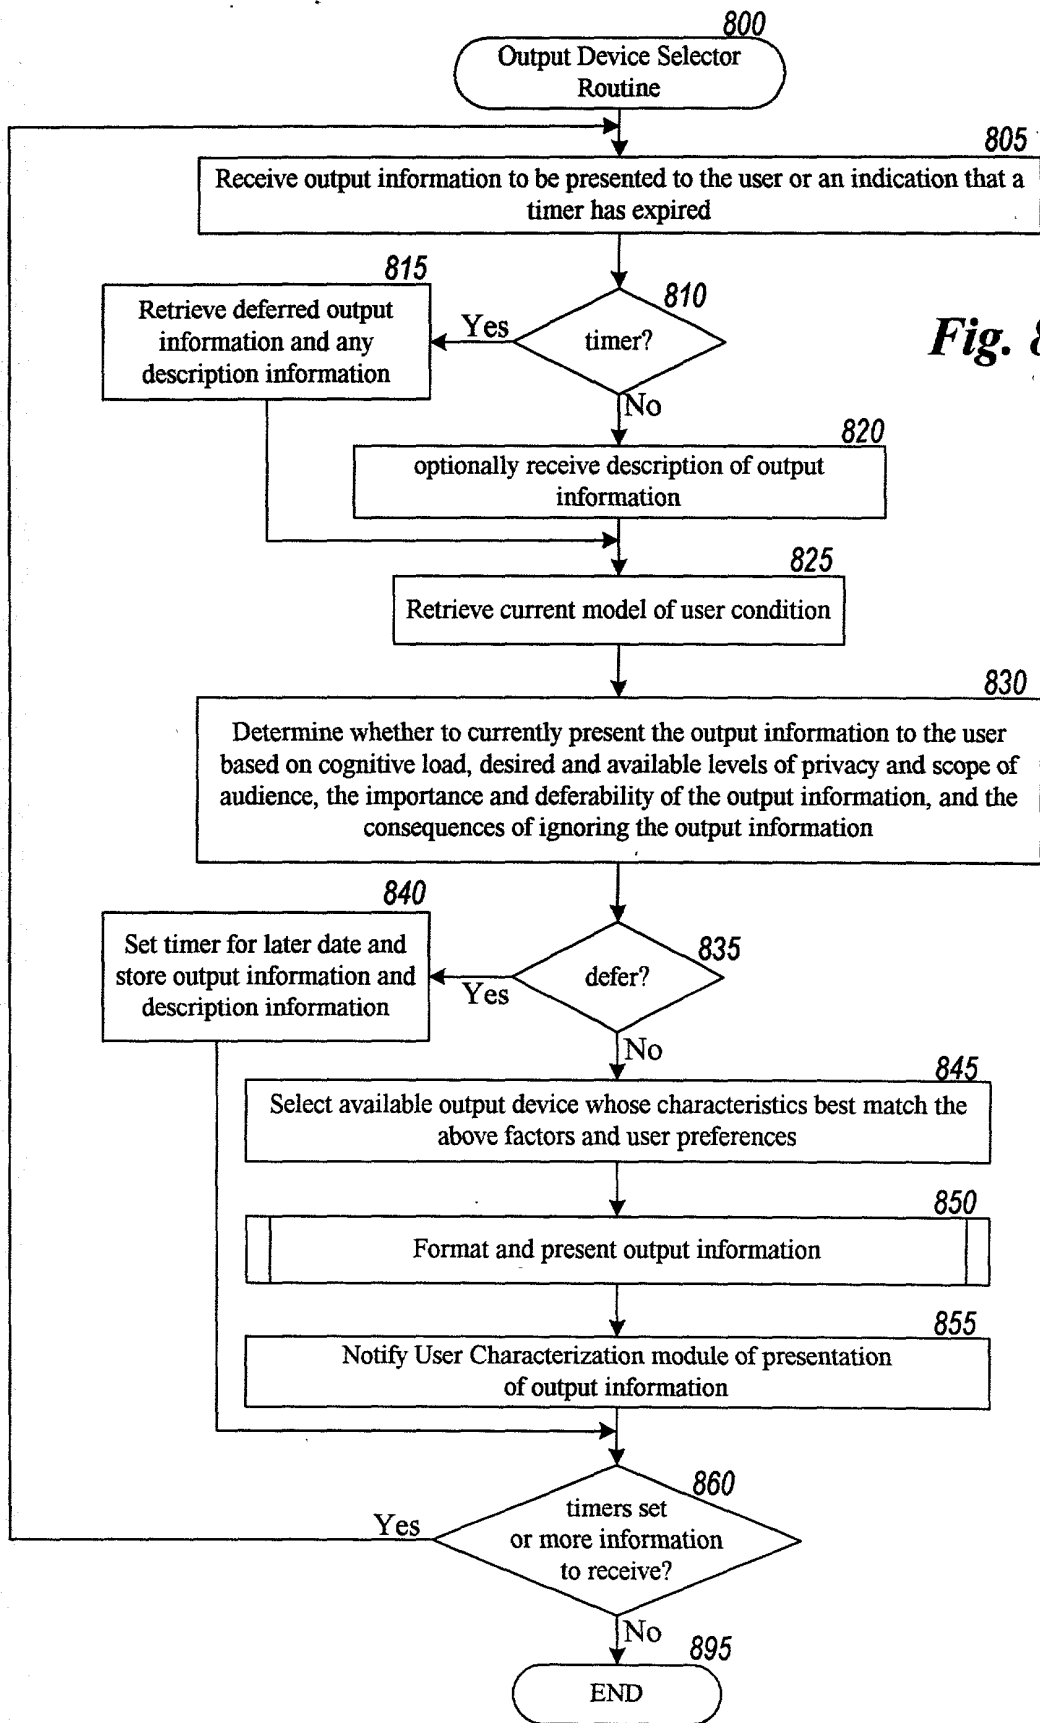 800
Output Device Selector
Routine
805
Receive output information to be presented to the user or an indication that a
timer has expired
815
Retrieve deferred output
information and any
description information
Yes
810
timer?
Fig. 8
No
820
optionally receive description of output
information
825
Retrieve current model of user condition
830
Determine whether to currently present the output information to the user
based on cognitive load, desired and available levels of privacy and scope of
audience, the importance and deferability of the output information, and the
consequences of ignoring the output information
840
Set timer for later date and
store output information and
description information
Yes
835
defer?
No
845
Select available output device whose characteristics best match the
above factors and user preferences
850
Format and present output information
855
Notify User Characterization module of presentation
of output information
860
timers set
or more information
to receive?
Yes
No
895
END